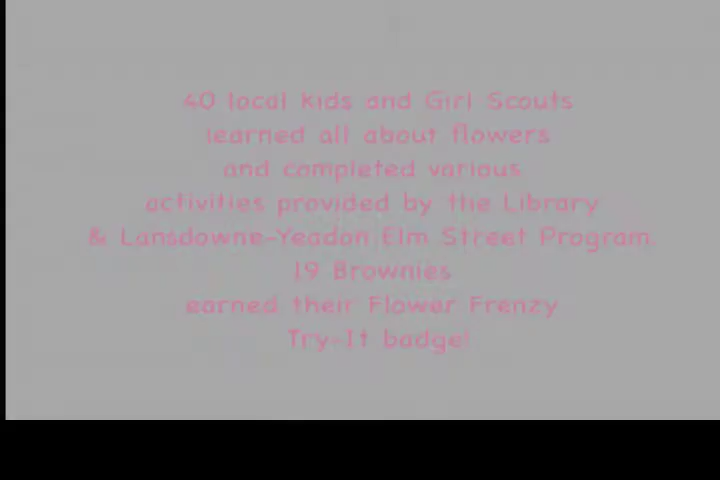 40 local kids and Girl Scouts
learned all about flowers
and completed various
activities provided by the Library
& Lansdowne-Yeadon Elm Street Program.
19 Brownies
earned their Flower Frenzy
Try-It badge!